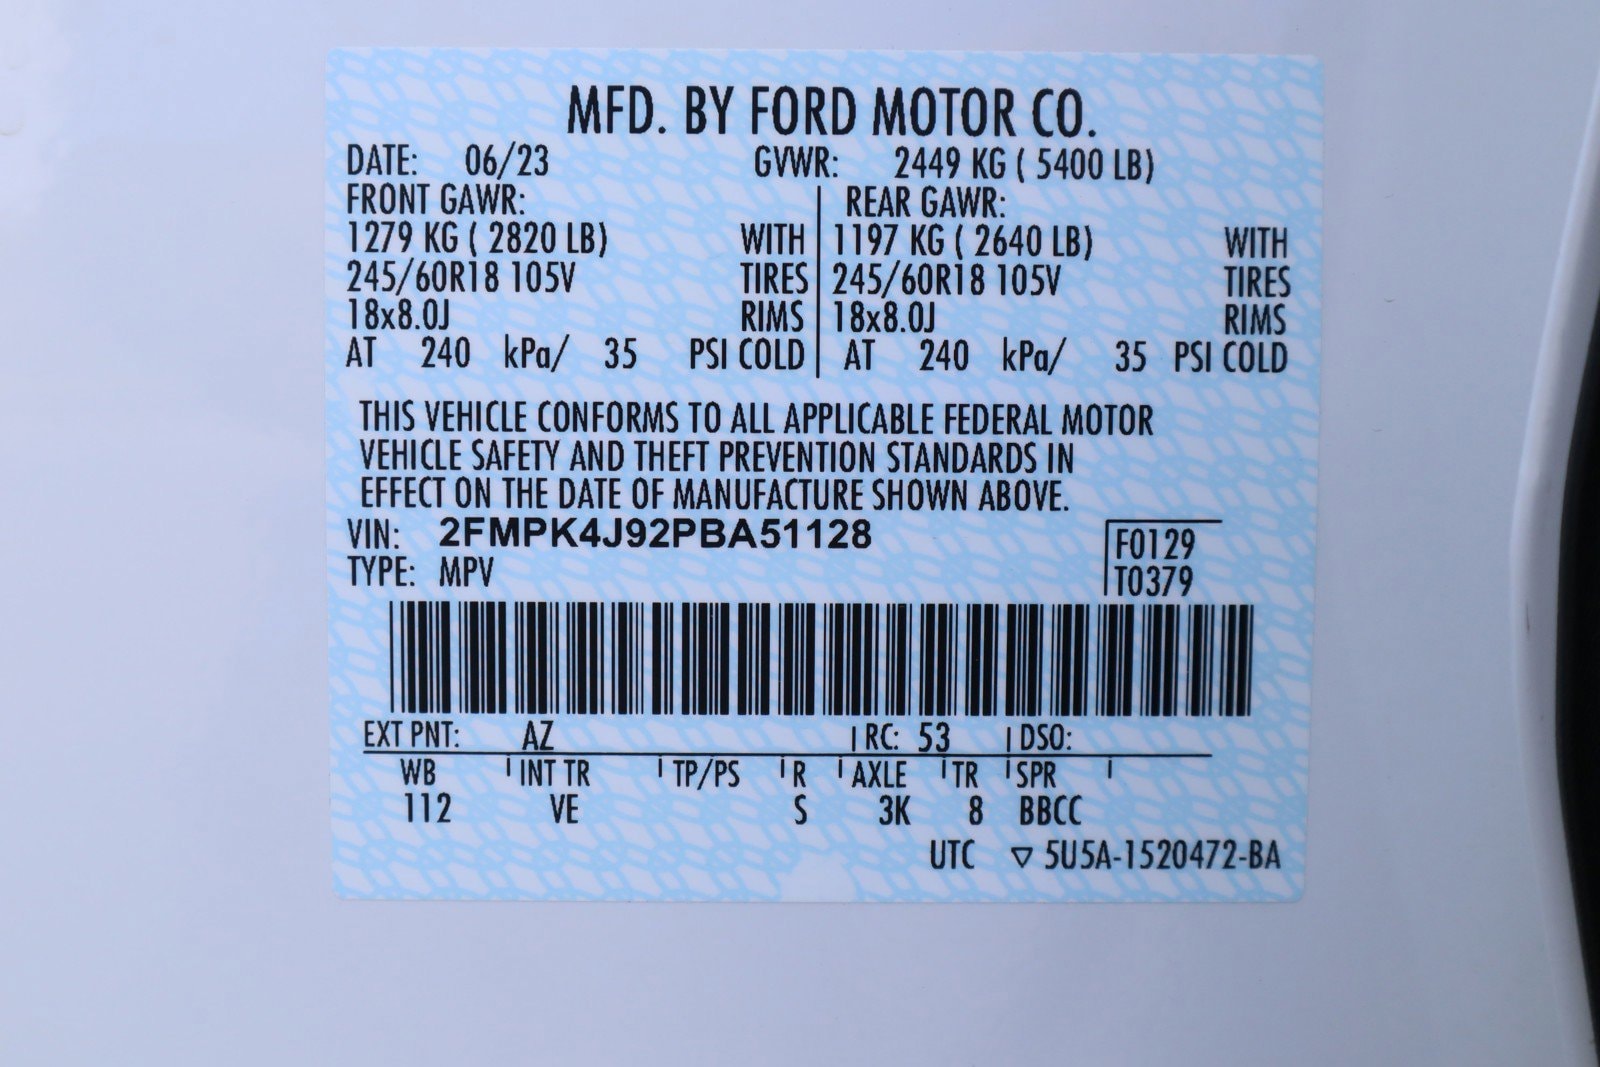 MFD. BY FORD MOTOR CO.
DATE: 06/23 GVWR: 2449 KG ( 5400 LB)
FRONT GAWR: REAR GAWR:
1279 KG ( 2820 LB) WITH 1197 KG ( 2640 LB) WITH
245/60R18 105V TIRES 245/60R18 105V TIRES
18x8.0J RIMS 18x8.0J RIMS
AT 240 kPa/ 35 PSI COLD AT 240 kPa/ 35 PSI COLD
THIS VEHICLE CONFORMS TO ALL APPLICABLE FEDERAL MOTOR
VEHICLE SAFETY AND THEFT PREVENTION STANDARDS IN
EFFECT ON THE DATE OF MANUFACTURE SHOWN ABOVE.
VIN: 2FMPK4J92PBA51128 F0129
TYPE: MPV T0379
EXT PNT: AZ RC: 53 DSO:
WB INT TR TP/PS R AXLE TR SPR
112 VE S 3K 8 BBCC
UTC ▽ 5U5A-1520472-BA